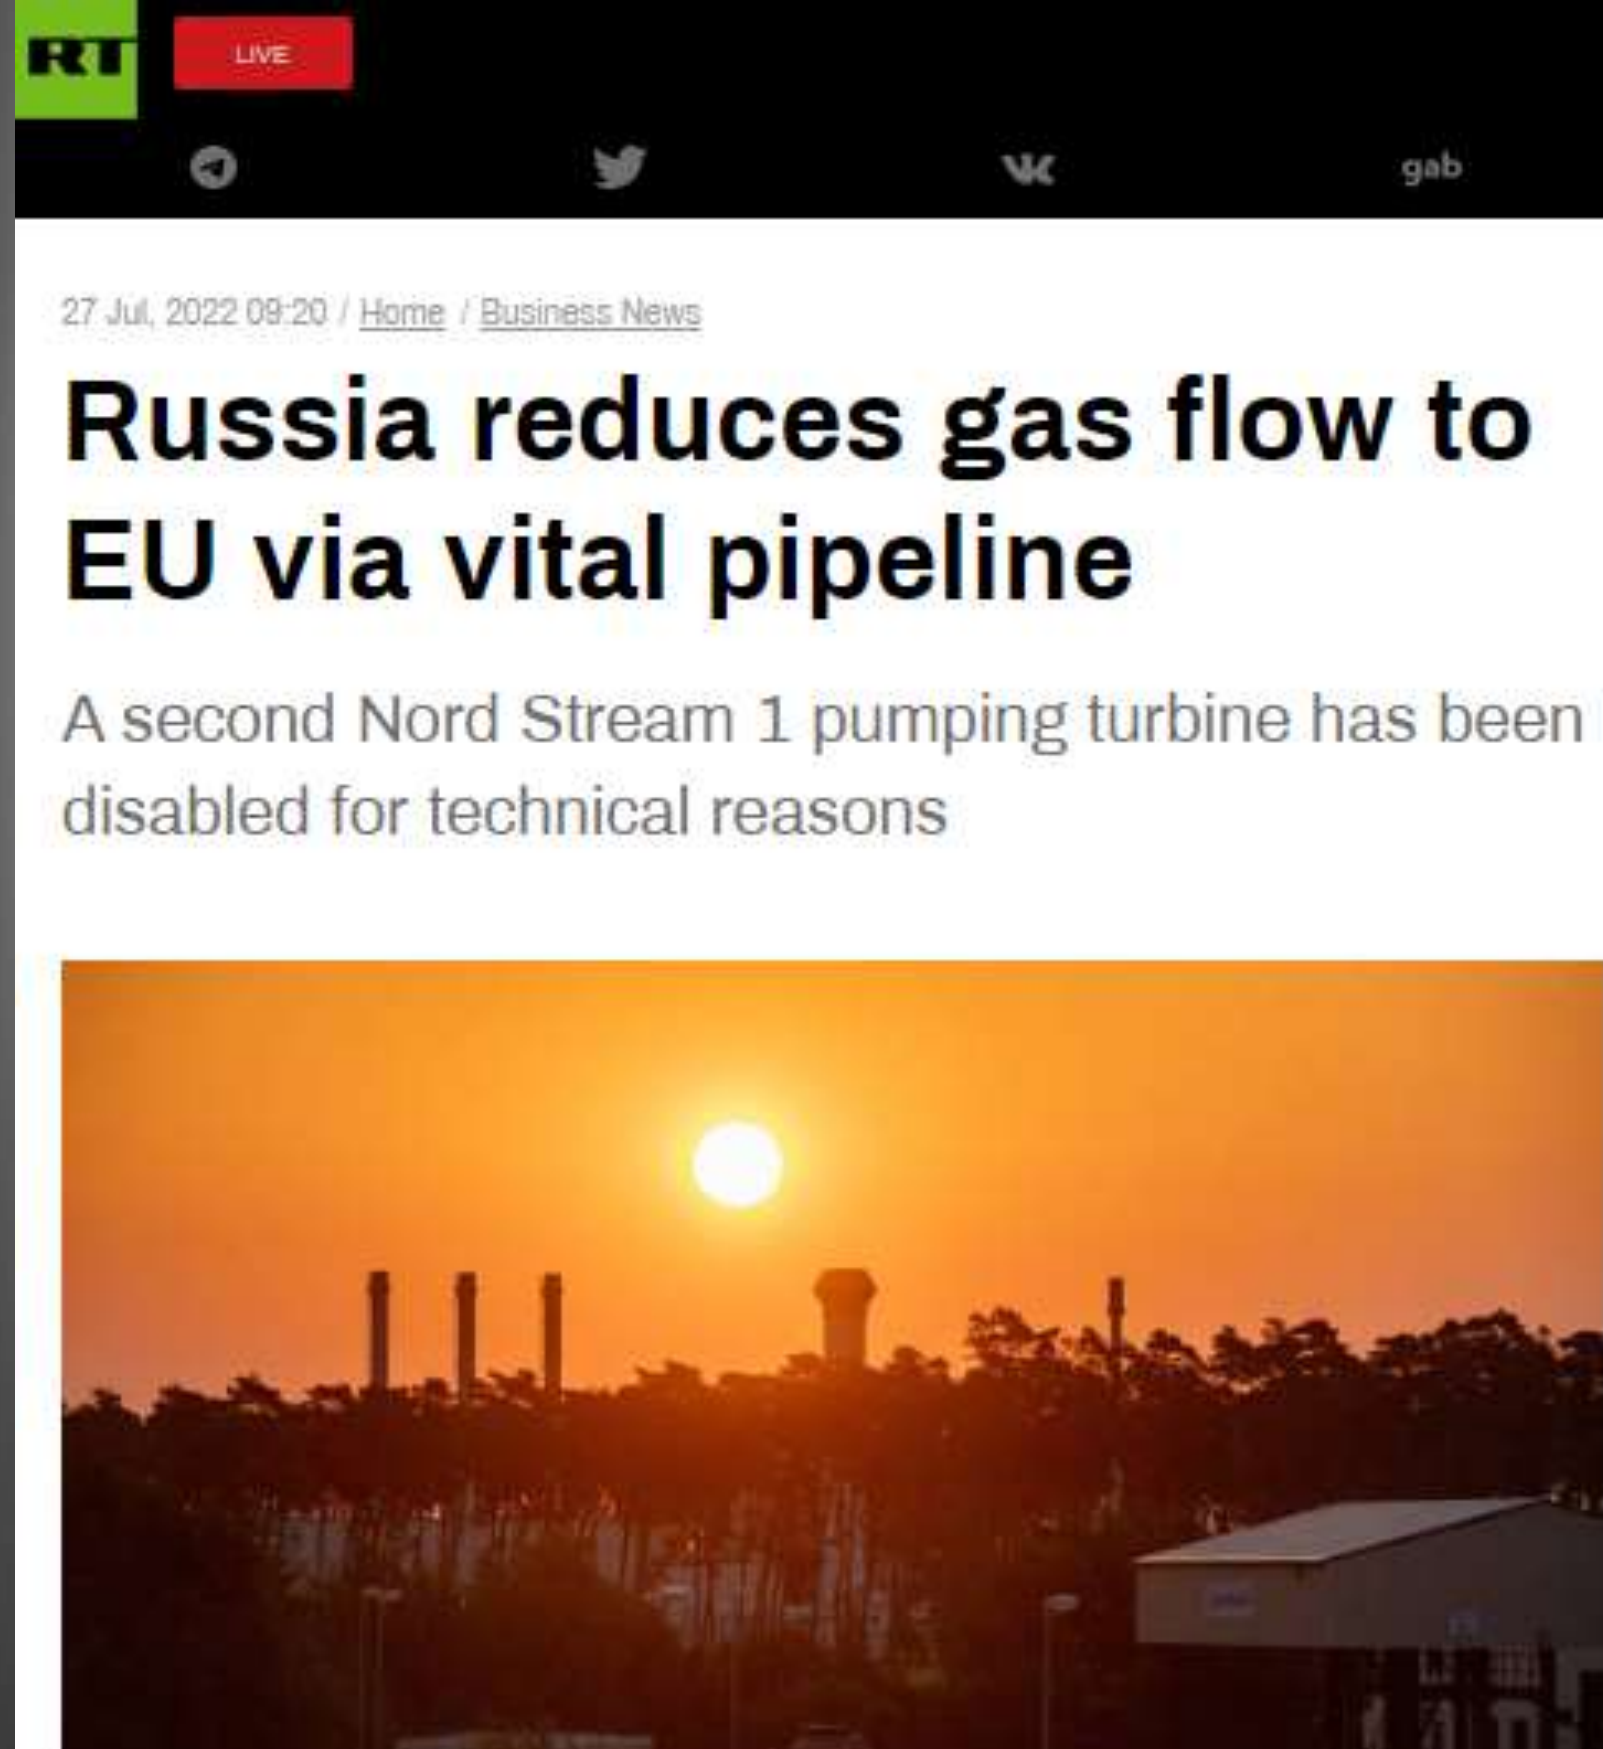 RT
LIVE
gab
27 Jul, 2022 09:20 / Home / Business News
Russia reduces gas flow to
EU via vital pipeline
A second Nord Stream 1 pumping turbine has been
disabled for technical reasons